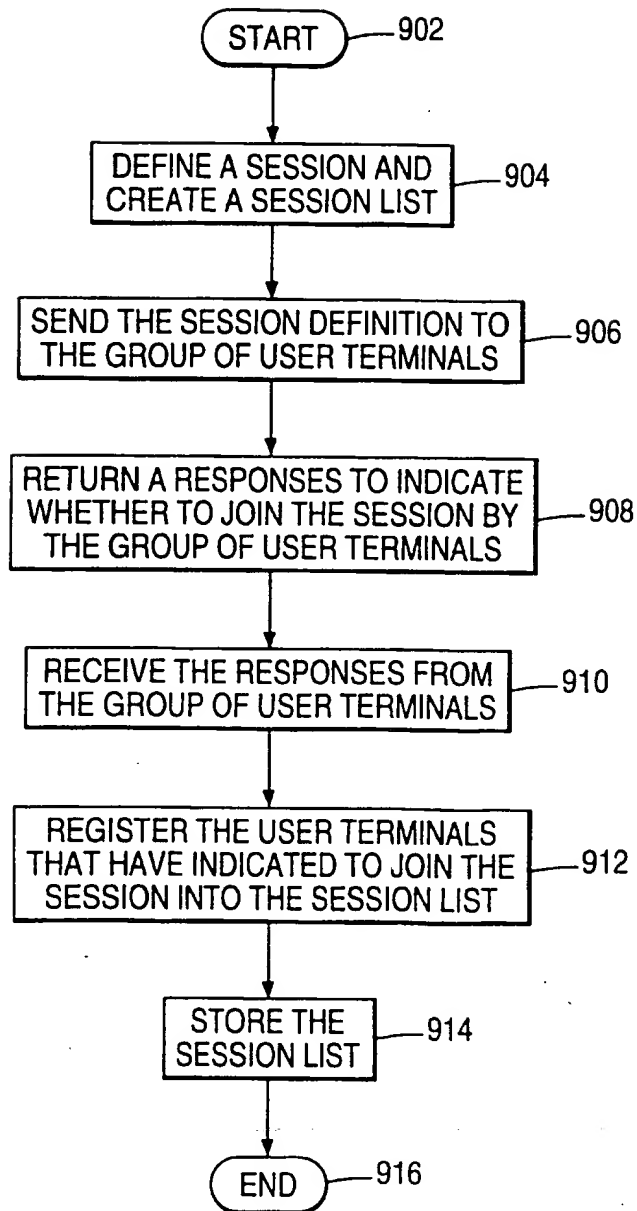 START
902
DEFINE A SESSION AND
CREATE A SESSION LIST
904
SEND THE SESSION DEFINITION TO
THE GROUP OF USER TERMINALS
906
RETURN A RESPONSES TO INDICATE
WHETHER TO JOIN THE SESSION BY
THE GROUP OF USER TERMINALS
908
RECEIVE THE RESPONSES FROM
THE GROUP OF USER TERMINALS
910
REGISTER THE USER TERMINALS
THAT HAVE INDICATED TO JOIN THE
SESSION INTO THE SESSION LIST
912
STORE THE
SESSION LIST
914
END
916